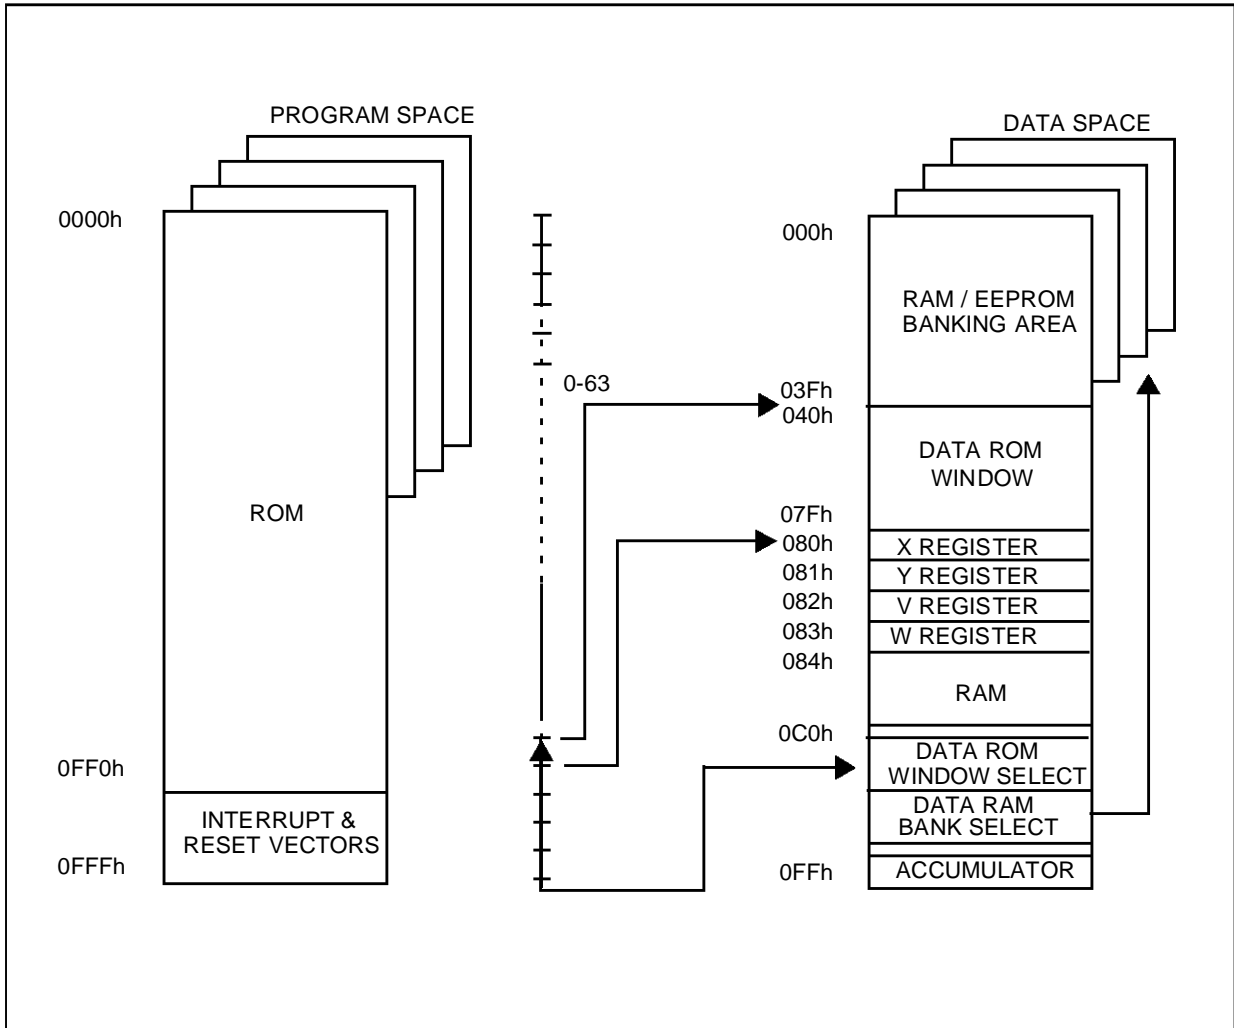 PROGRAM SPACE
0000h
ROM
0FF0h
INTERRUPT &
RESET VECTORS
0FFFh
0-63
DATA SPACE
000h
RAM / EEPROM
BANKING AREA
03Fh
040h
DATA ROM
WINDOW
07Fh
080h
X REGISTER
081h
Y REGISTER
082h
V REGISTER
083h
W REGISTER
084h
RAM
0C0h
DATA ROM
WINDOW SELECT
DATA RAM
BANK SELECT
0FFh
ACCUMULATOR